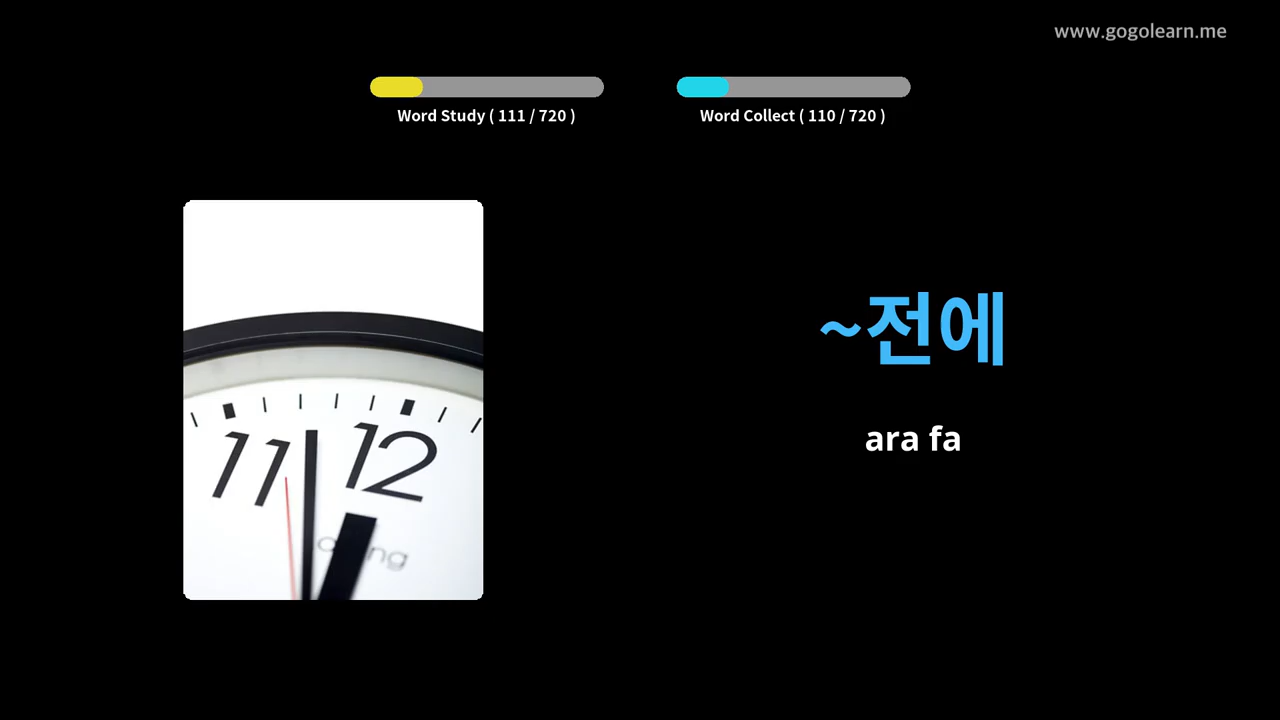 www.gogolearn.me
Word Study ( 111 / 720 )
Word Collect ( 110 / 720 )
~전에
ara fa
11 12